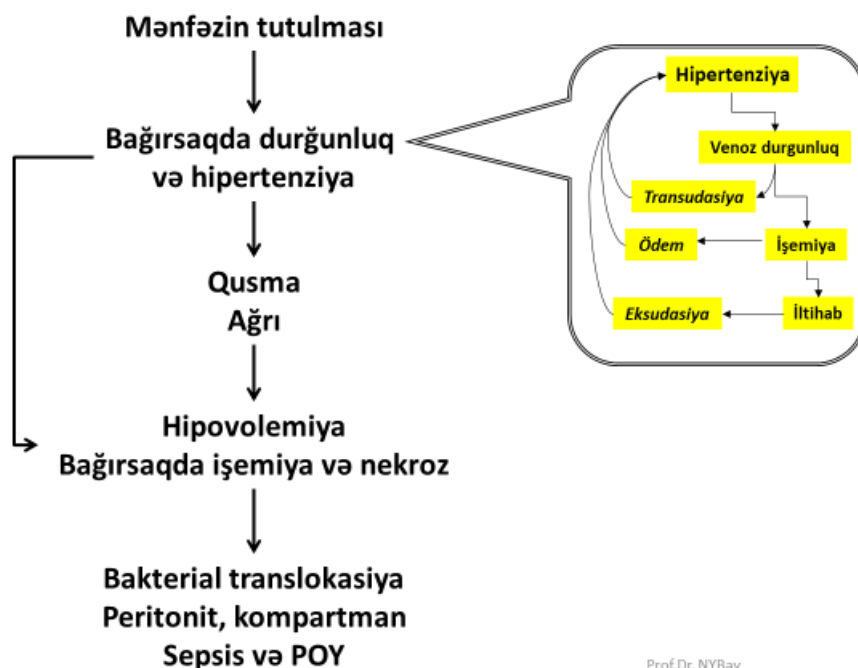 Mənfəzin tutulması
Bağırsaqda durğunluq
və hipertenziya
Qusma
Ağrı
Hipovolemiya
Bağırsaqda işemiya və nekroz
Bakterial translokasiya
Peritonit, kompartman
Sepsis və POY
Hipertenziya
Venoz durgunluq
Transudasiya
Ödem
İşemiya
Eksudasiya
İltihab
Prof.Dr. NYBay